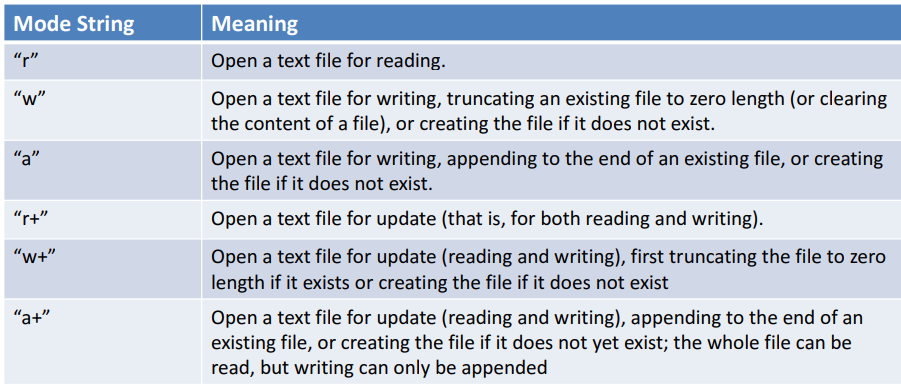 Mode String Meaning
“r” Open a text file for reading.
“w” Open a text file for writing, truncating an existing file to zero length (or clearing
the content of a file), or creating the file if it does not exist.
“a” Open a text file for writing, appending to the end of an existing file, or creating
the file if it does not exist.
“r+” Open a text file for update (that is, for both reading and writing).
“w+” Open a text file for update (reading and writing), first truncating the file to zero
length if it exists or creating the file if it does not exist
“a+” Open a text file for update (reading and writing), appending to the end of an
existing file, or creating the file if it does not yet exist; the whole file can be
read, but writing can only be appended